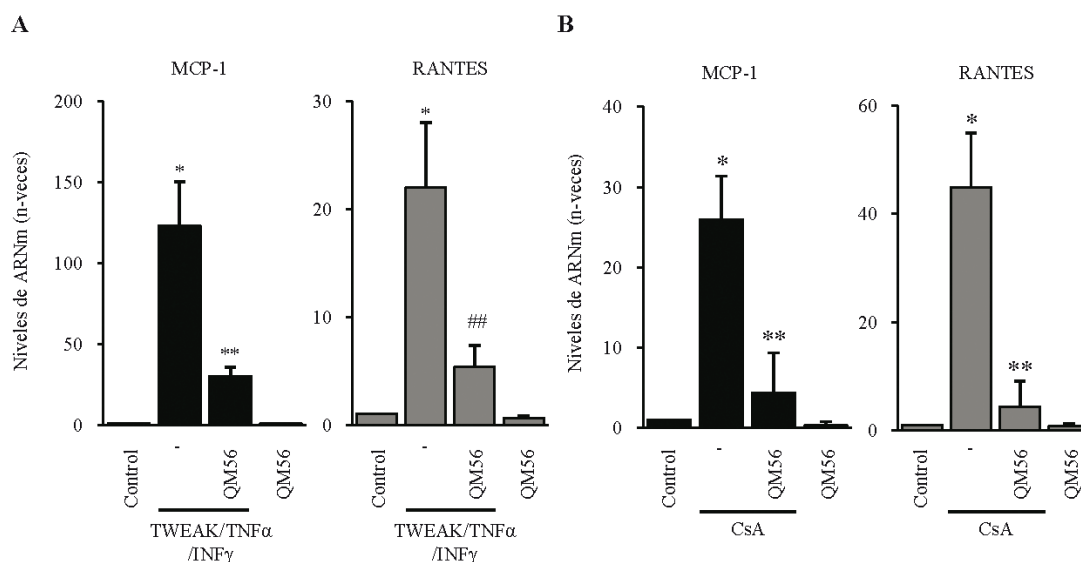 A
B
MCP-1
RANTES
MCP-1
RANTES
Niveles de ARNm (n-veces)
200
150
100
50
0
*
**
Control
-
QM56
QM56
TWEAK/TNFα
/INFγ
30
20
10
0
*
##
Control
-
QM56
QM56
TWEAK/TNFα
/INFγ
Niveles de ARNm (n-veces)
40
30
20
10
0
*
**
Control
-
QM56
QM56
CsA
60
40
20
0
*
**
Control
-
QM56
QM56
CsA